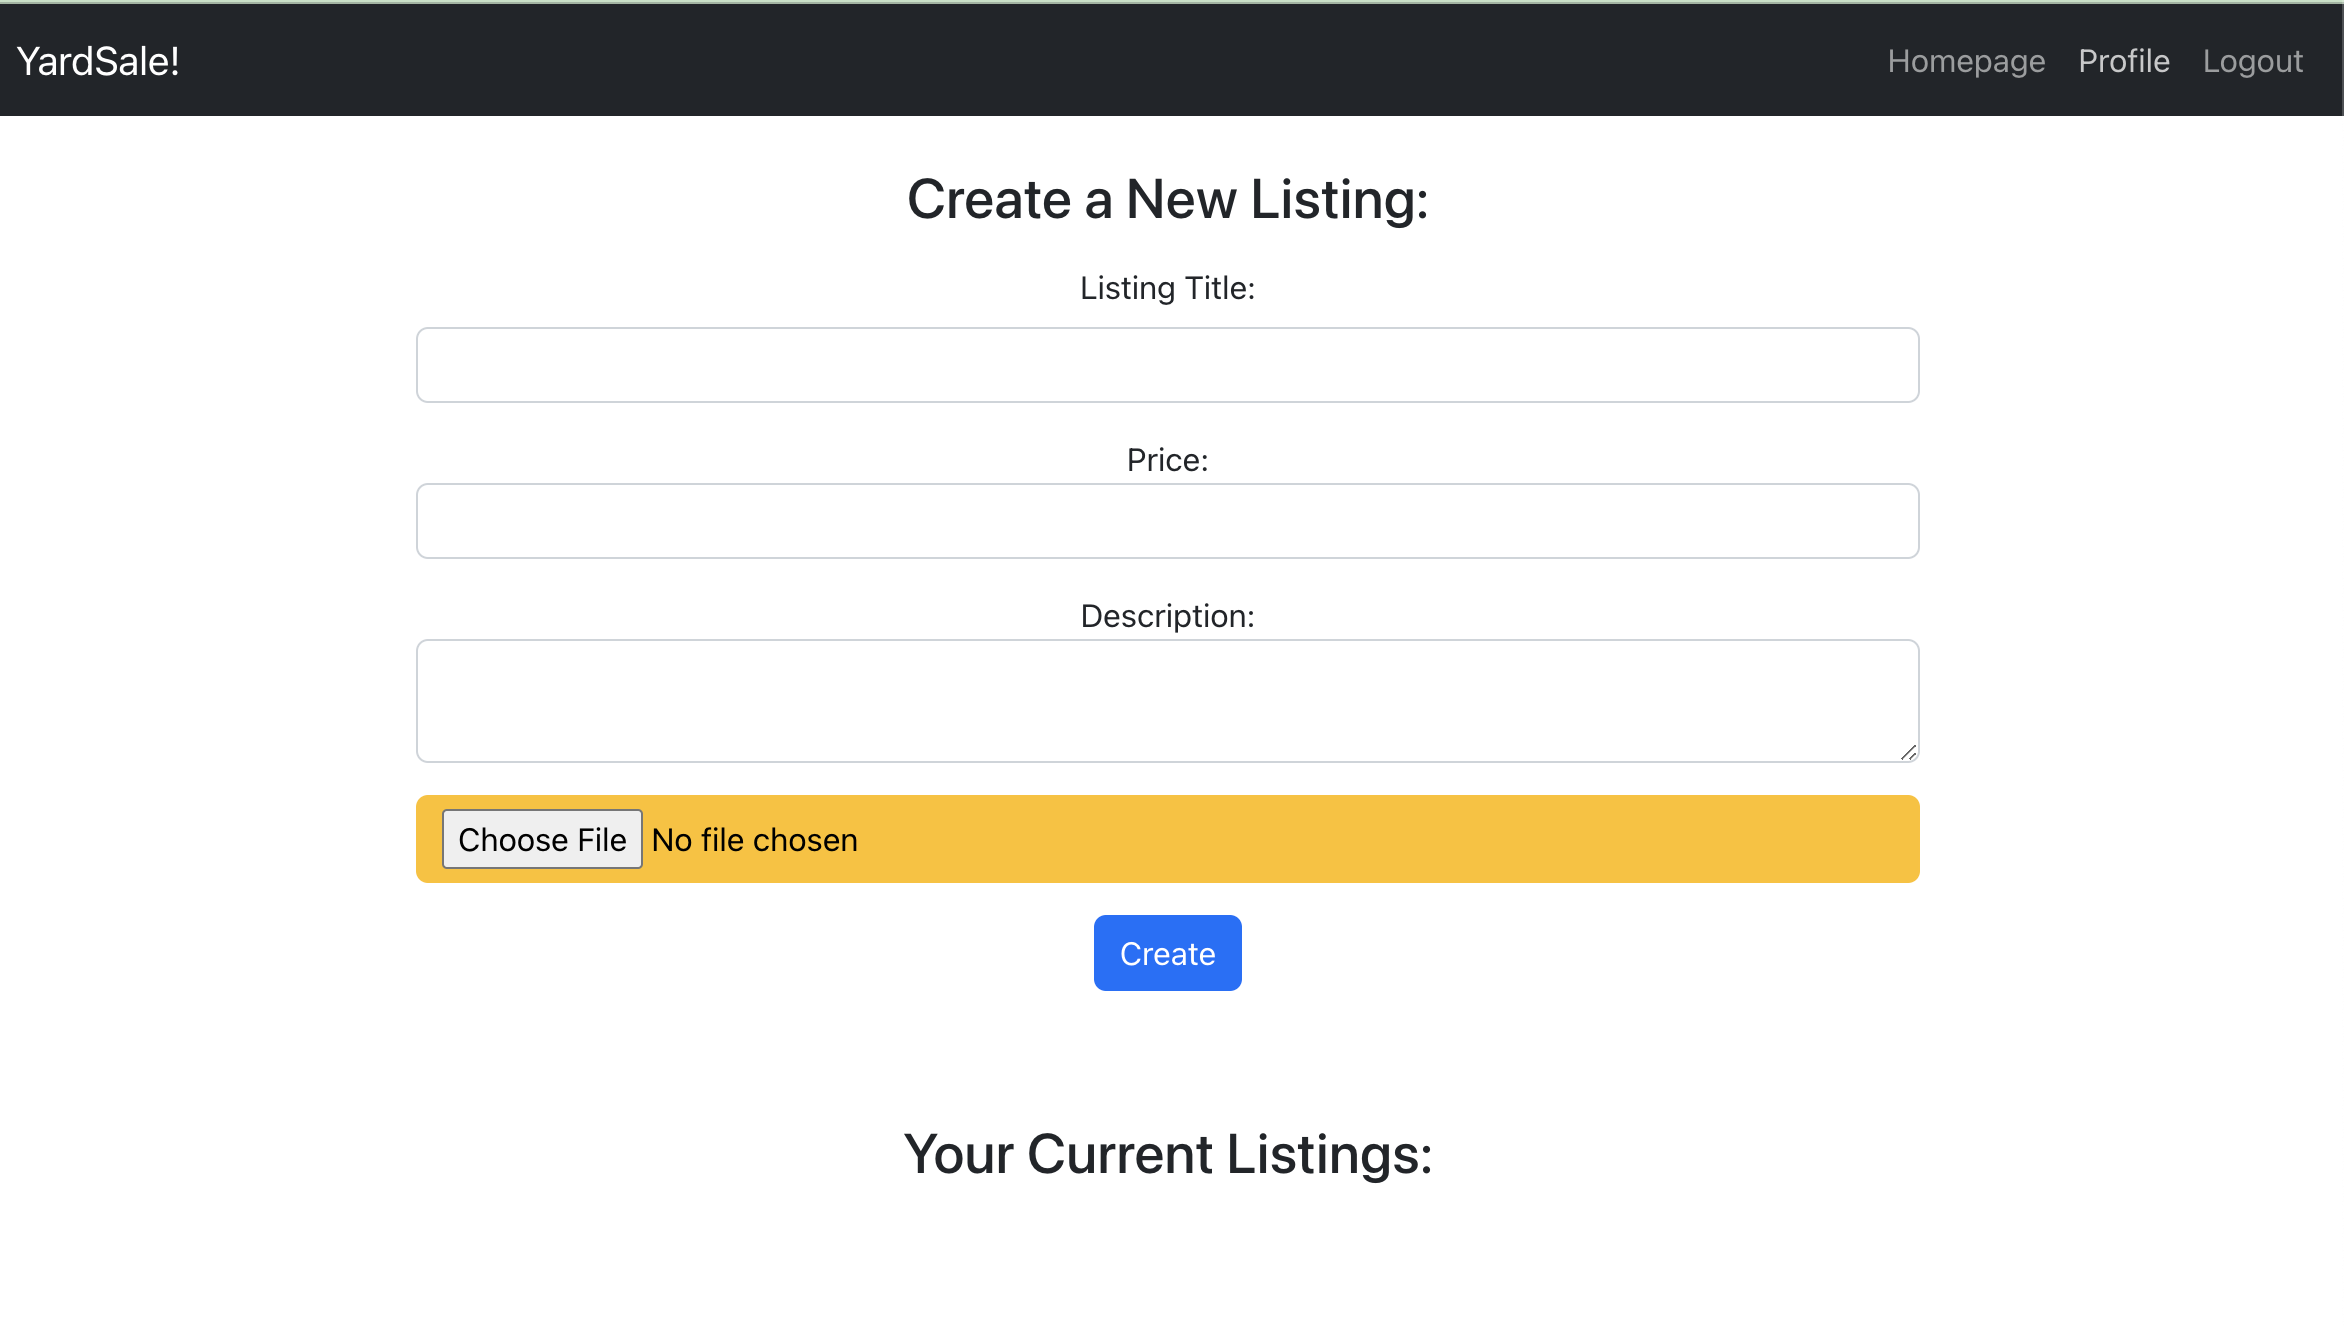 YardSale!
Homepage Profile Logout
Create a New Listing:
Listing Title:
Price:
Description:
Choose File No file chosen
Create
Your Current Listings: